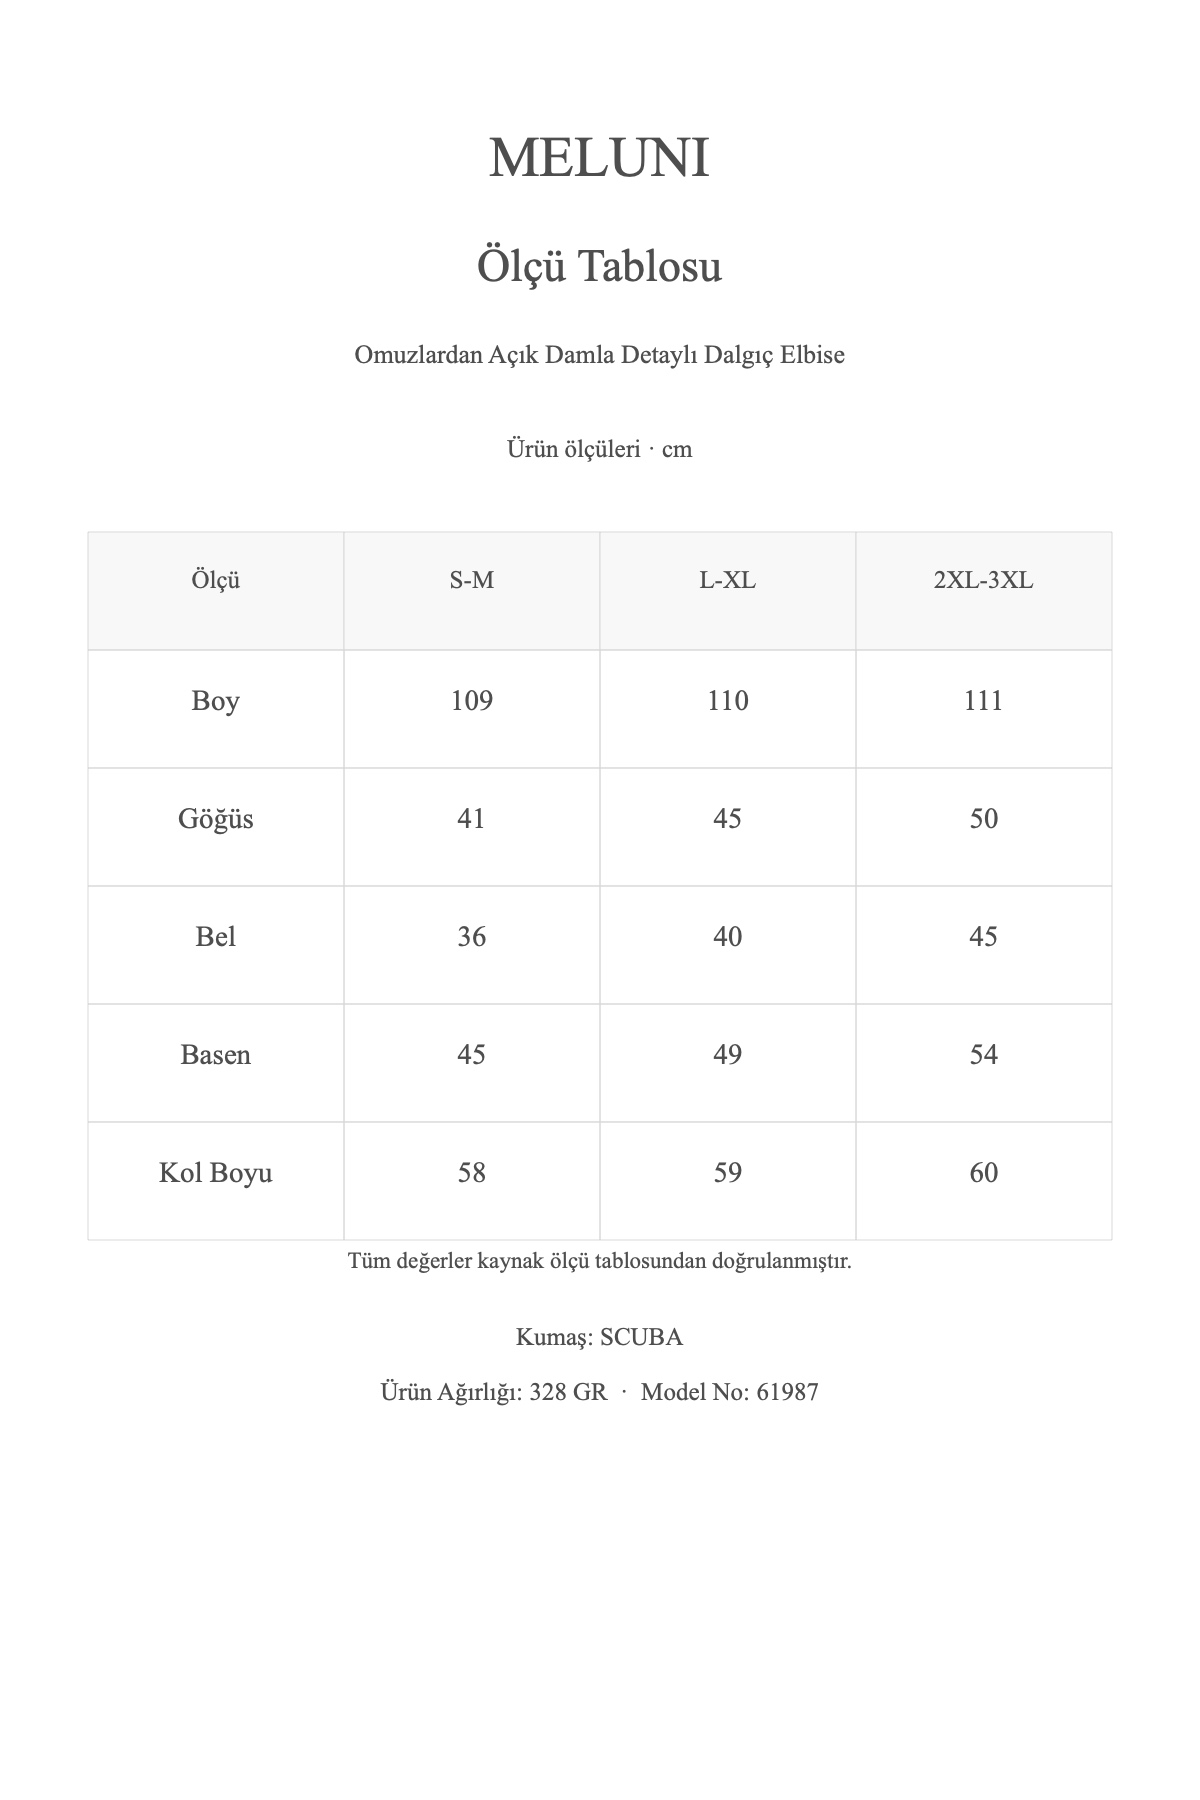 MELUNI
Ölçü Tablosu
Omuzlardan Açık Damla Detaylı Dalgıç Elbise
Ürün ölçüleri · cm
Ölçü S-M L-XL 2XL-3XL
Boy 109 110 111
Göğüs 41 45 50
Bel 36 40 45
Basen 45 49 54
Kol Boyu 58 59 60
Tüm değerler kaynak ölçü tablosundan doğrulanmıştır.
Kumaş: SCUBA
Ürün Ağırlığı: 328 GR · Model No: 61987